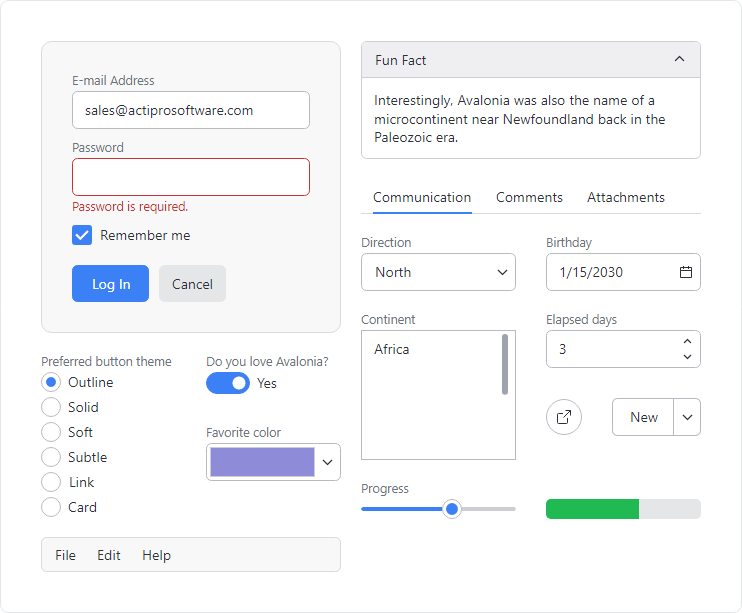 E-mail Address
sales@actiprosoftware.com
Password
Password is required.
Remember me
Log In
Cancel
Preferred button theme
Outline
Solid
Soft
Subtle
Link
Card
Do you love Avalonia?
Yes
Favorite color
File
Edit
Help
Fun Fact
Interestingly, Avalonia was also the name of a
microcontinent near Newfoundland back in the
Paleozoic era.
Communication
Comments
Attachments
Direction
North
Birthday
1/15/2030
Continent
Africa
Elapsed days
3
New
Progress